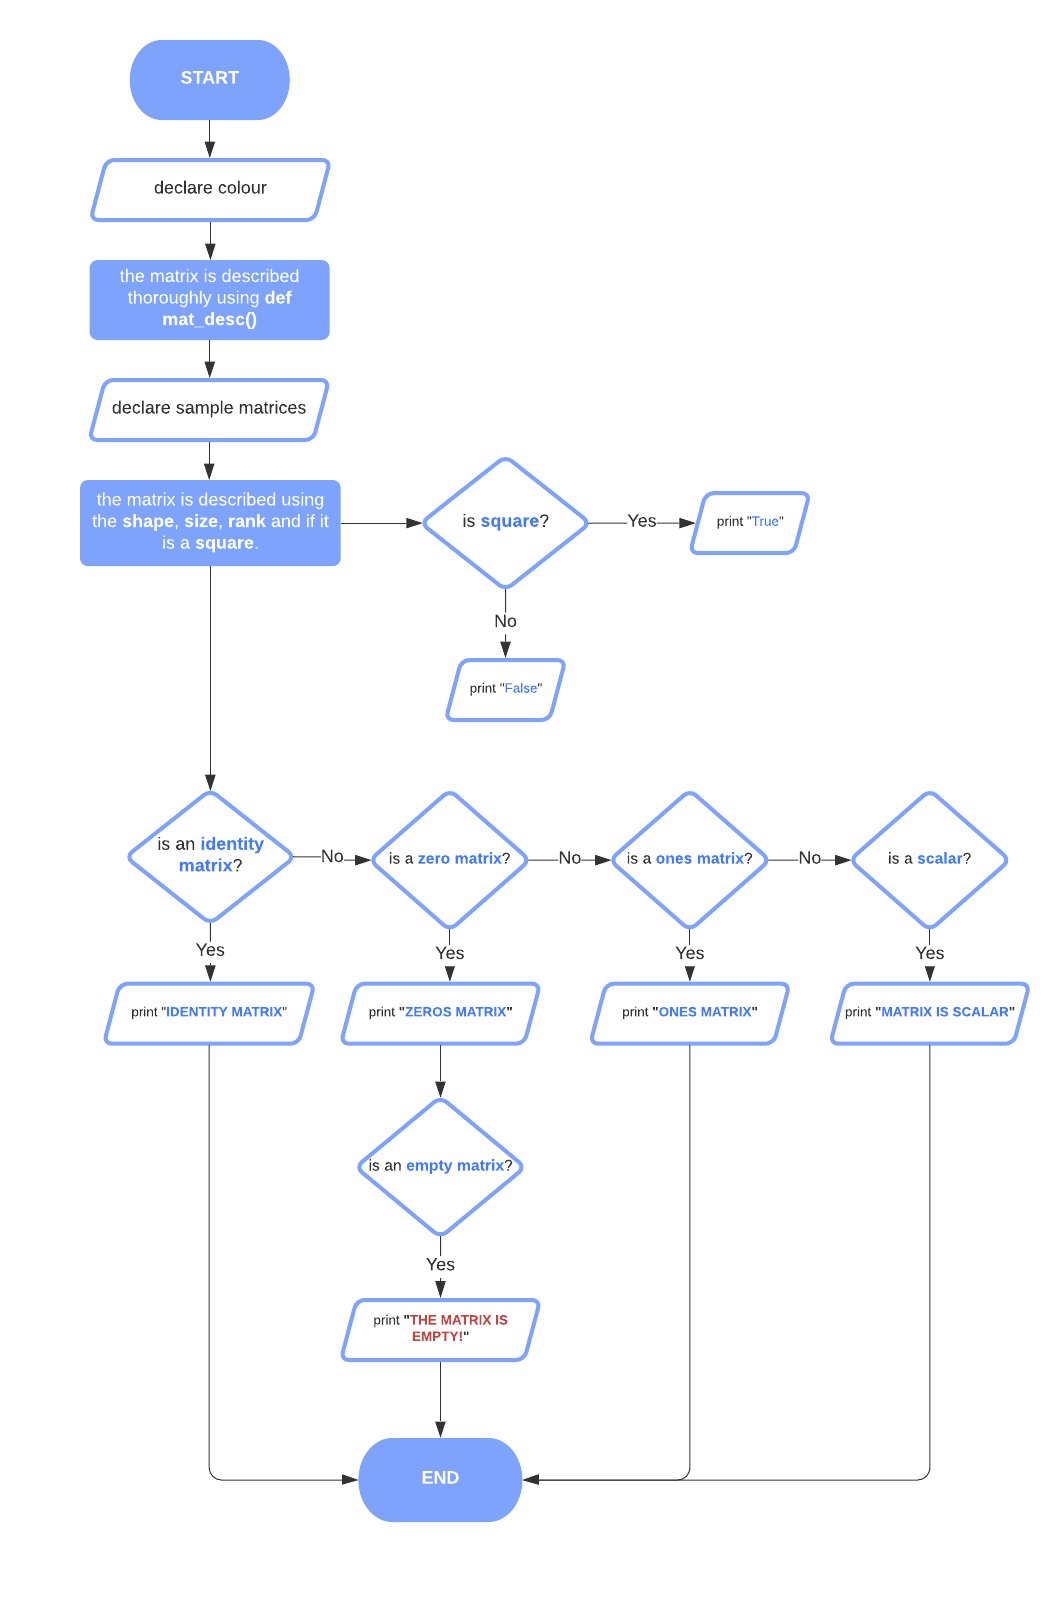 START
declare colour
the matrix is described
thoroughly using def
mat_desc()
declare sample matrices
the matrix is described using
the shape, size, rank and if it
is a square.
is square?
Yes
print "True"
No
print "False"
is an identity
matrix?
No
is a zero matrix?
No
is a ones matrix?
No
is a scalar?
Yes
Yes
Yes
Yes
print "IDENTITY MATRIX"
print "ZEROS MATRIX"
print "ONES MATRIX"
print "MATRIX IS SCALAR"
is an empty matrix?
Yes
print "THE MATRIX IS
EMPTY!"
END